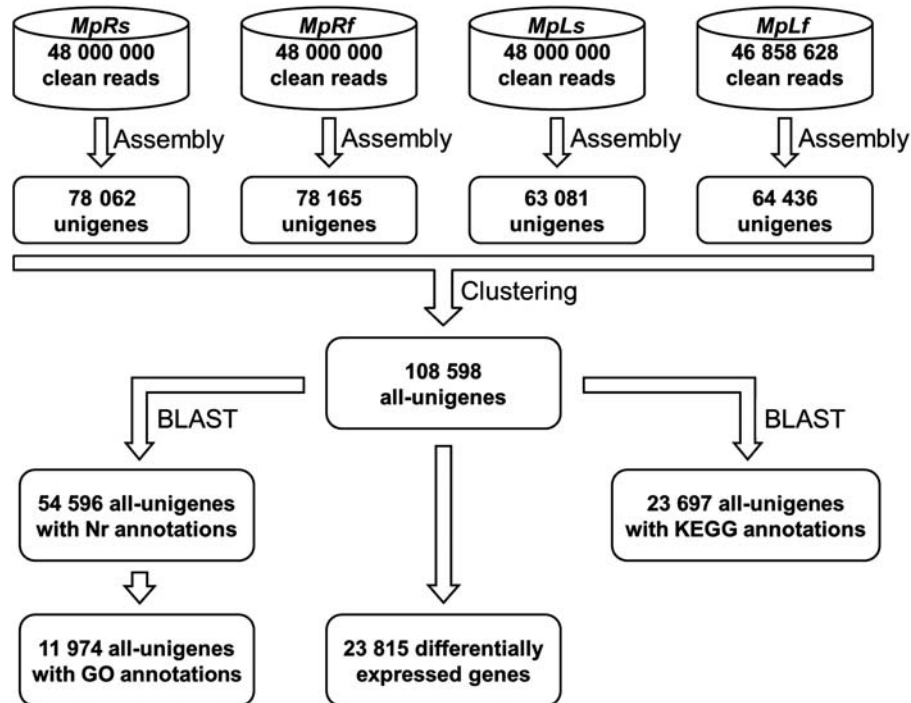 MpRs
48 000 000
clean reads
MpRf
48 000 000
clean reads
MpLs
48 000 000
clean reads
MpLf
46 858 628
clean reads
Assembly
Assembly
Assembly
Assembly
78 062
unigenes
78 165
unigenes
63 081
unigenes
64 436
unigenes
Clustering
108 598
all-unigenes
BLAST
BLAST
54 596 all-unigenes
with Nr annotations
23 697 all-unigenes
with KEGG annotations
11 974 all-unigenes
with GO annotations
23 815 differentially
expressed genes